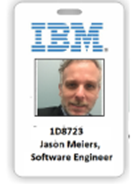 IBM
1D8723
Jason Meiers,
Software Engineer